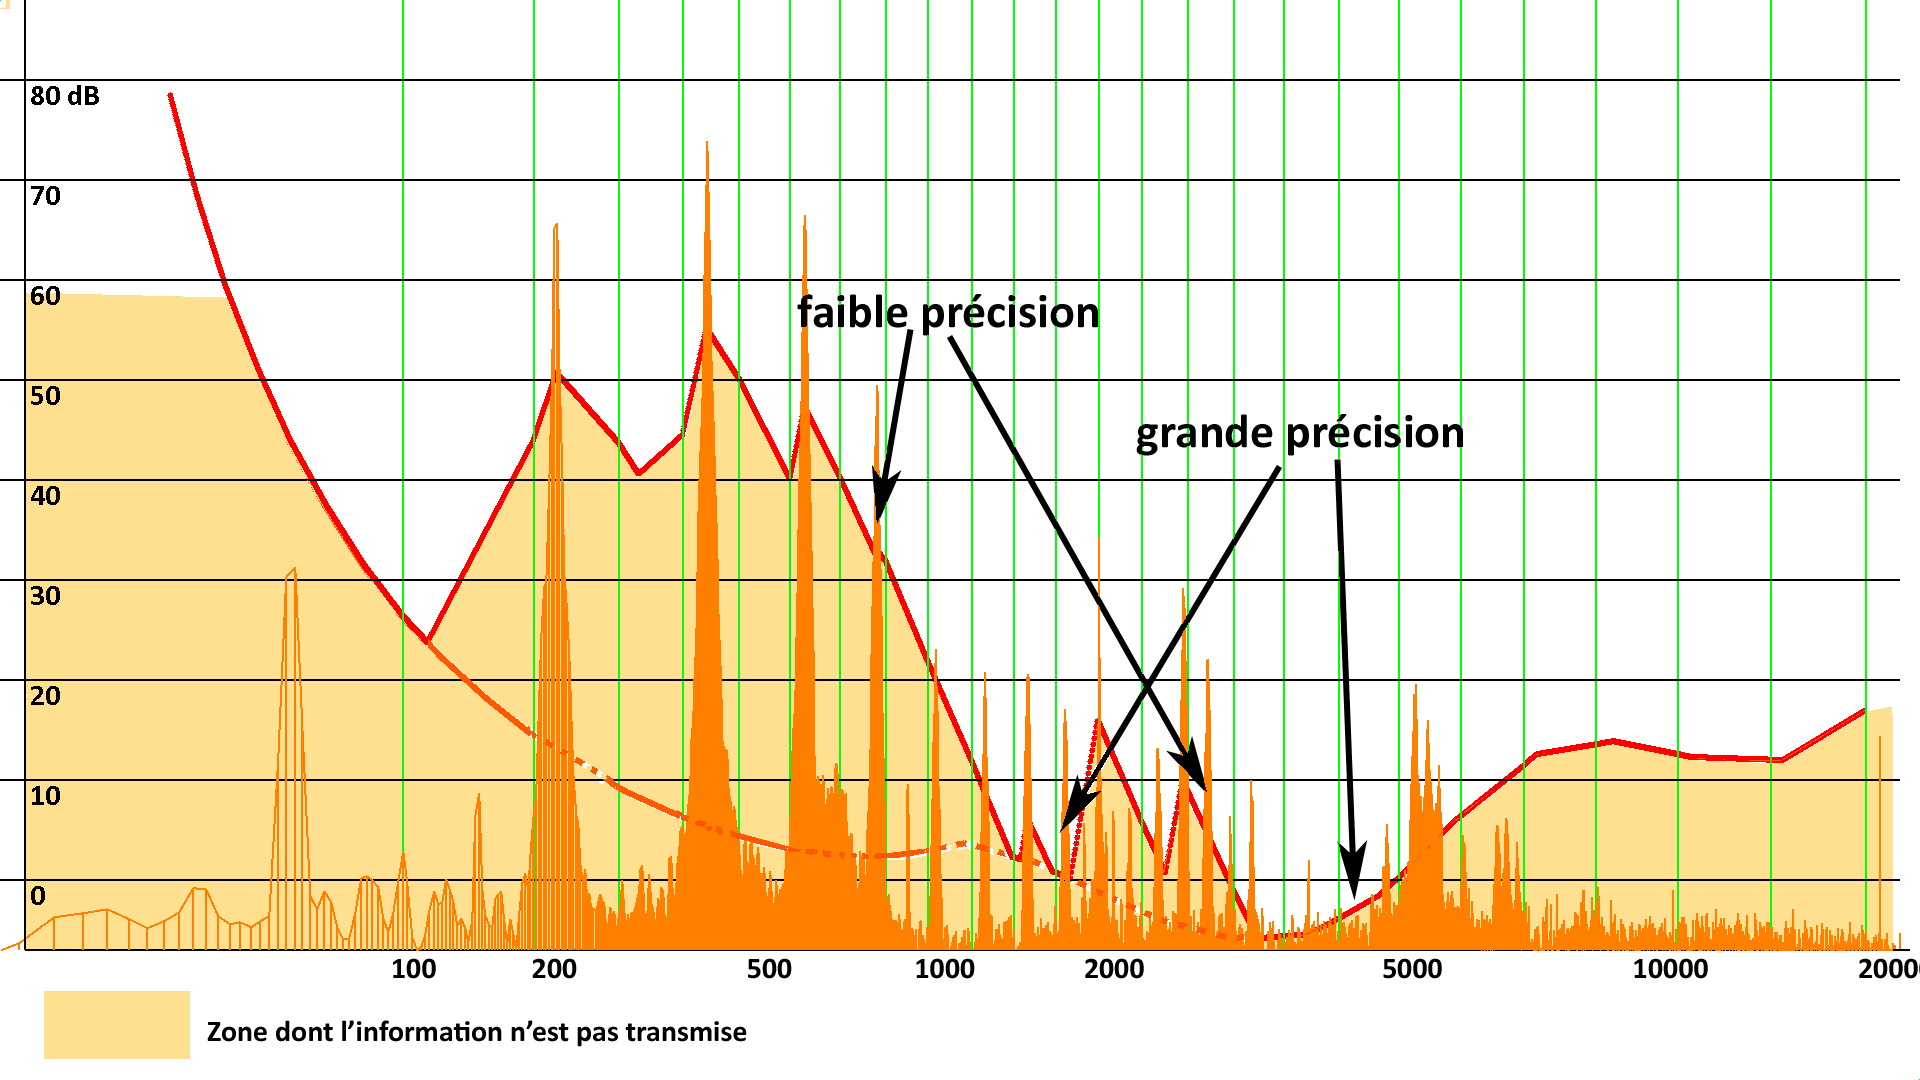 80 dB
70
60
faible précision
50
grande précision
40
30
20
10
0
100 200 500 1000 2000 5000 10000 2000
Zone dont l’information n’est pas transmise